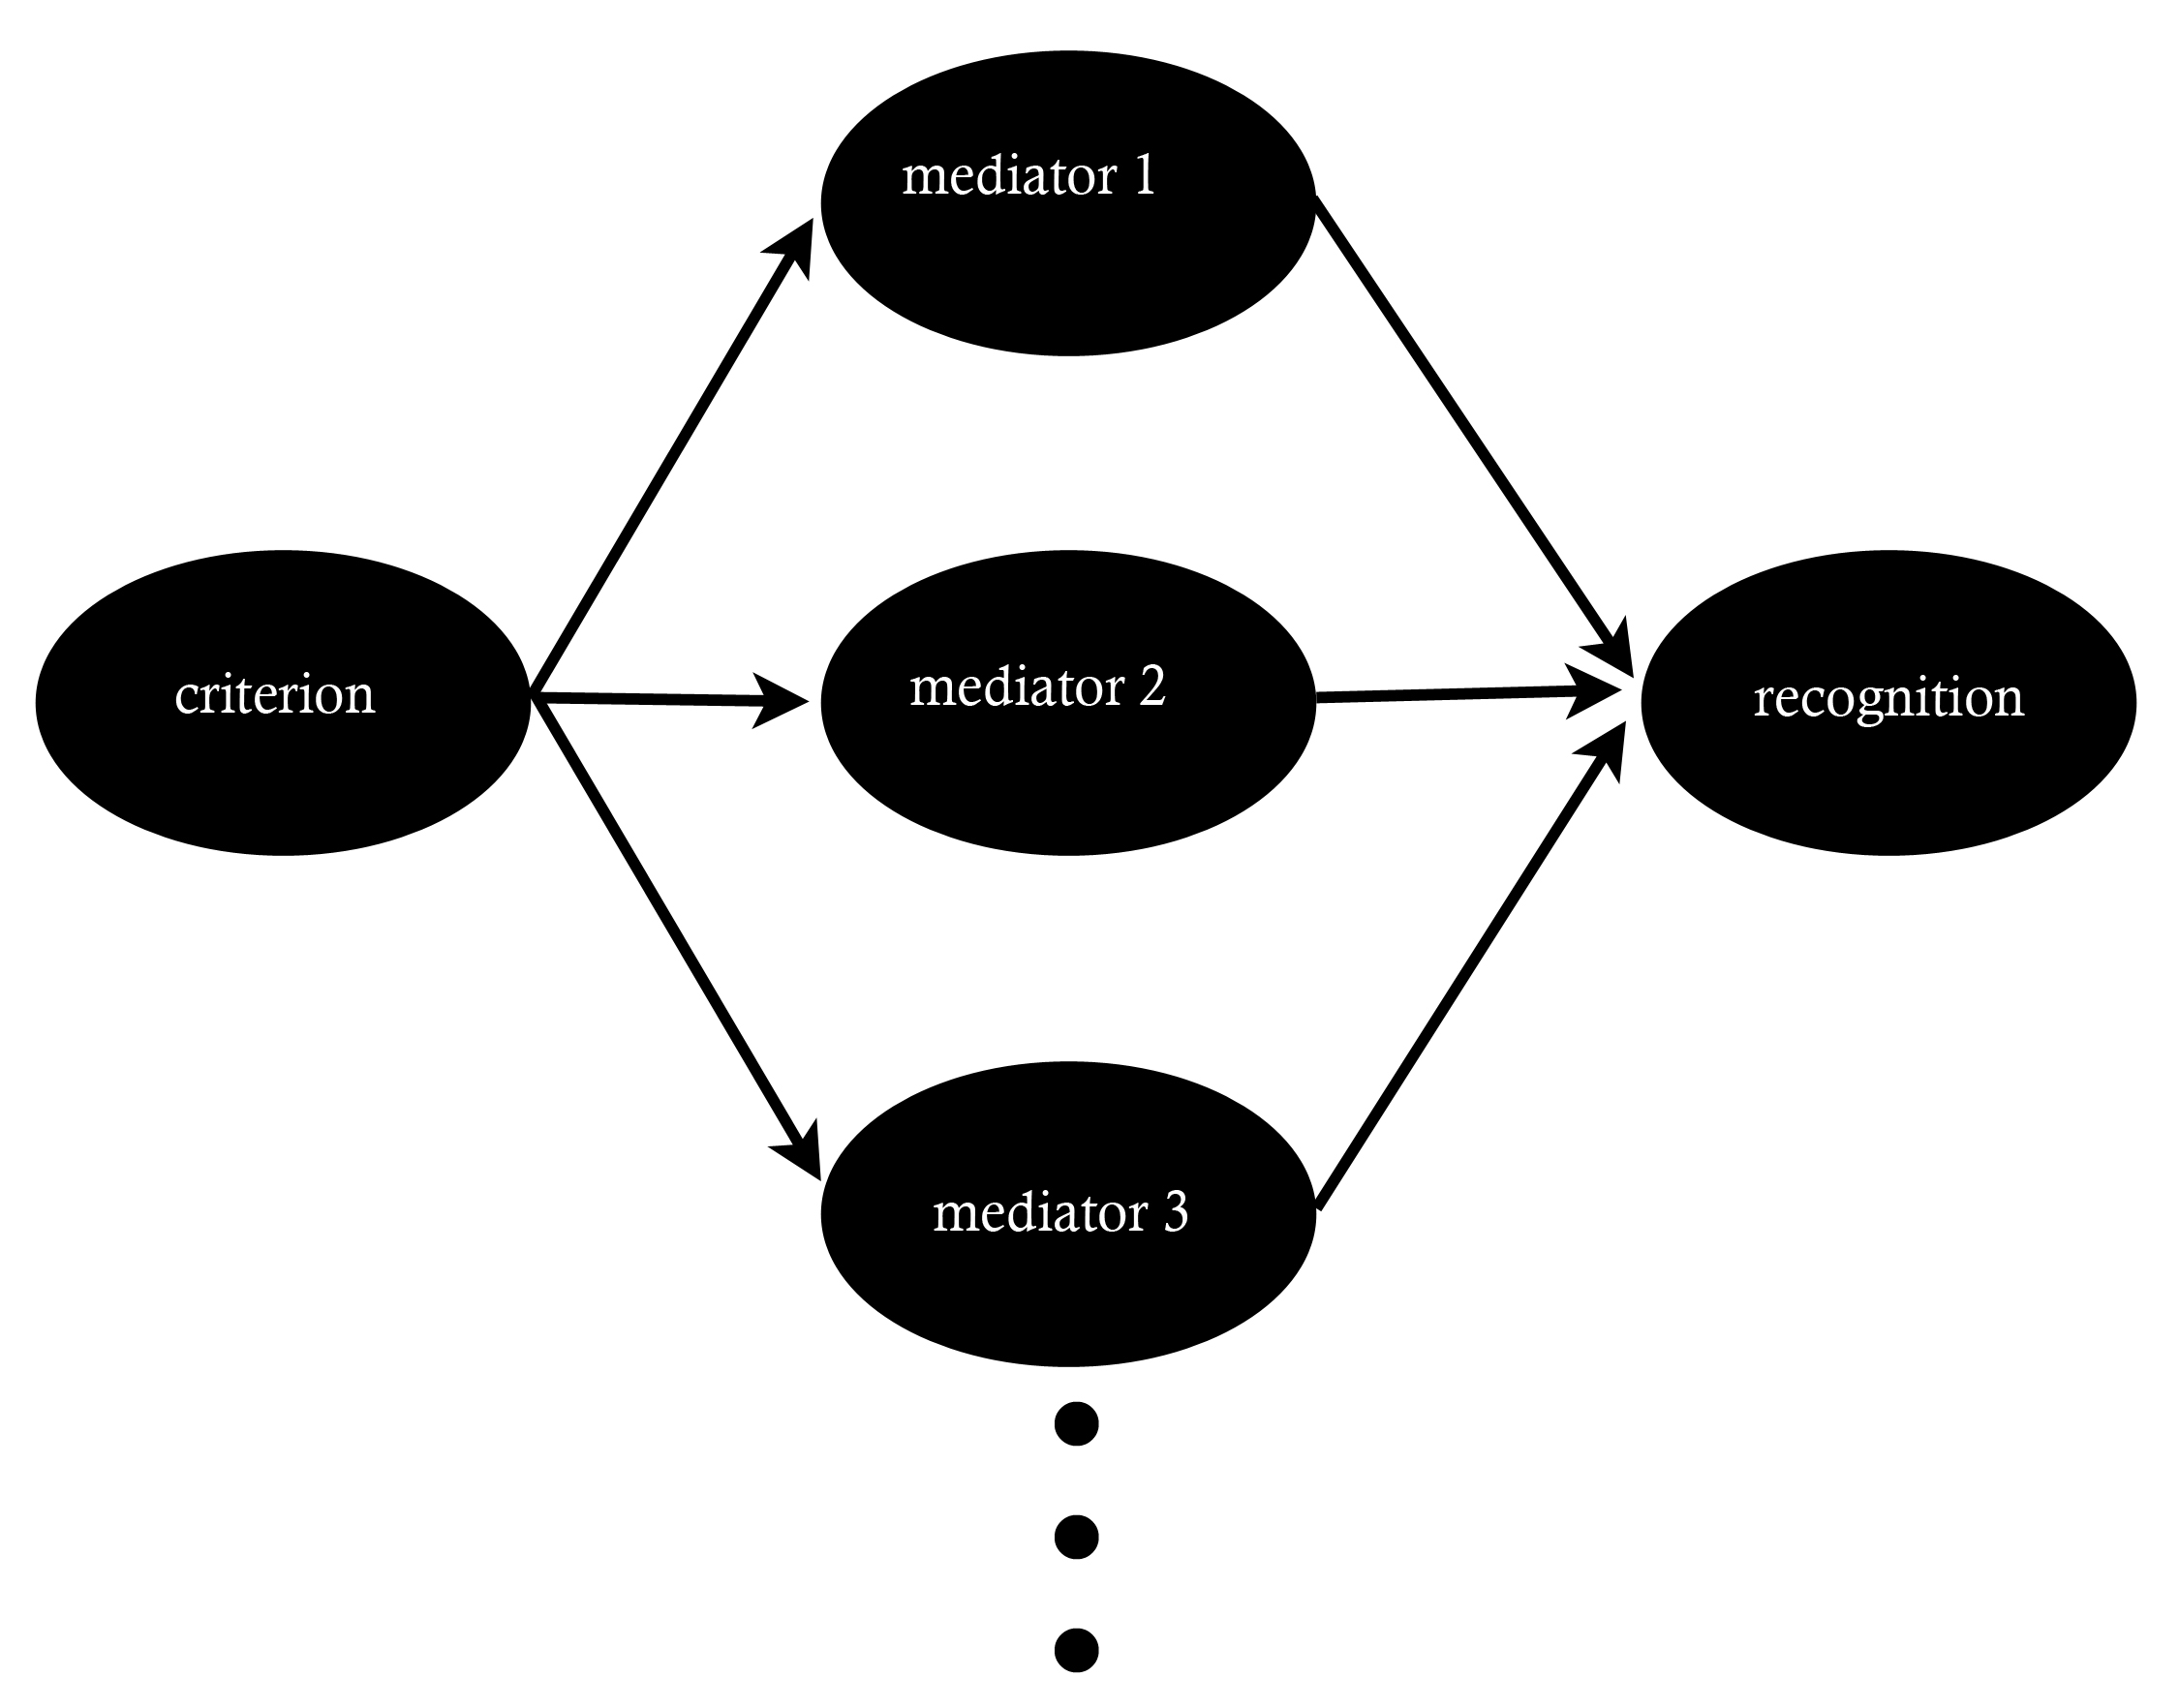 mediator 1
criterion
mediator 2
recognition
mediator 3